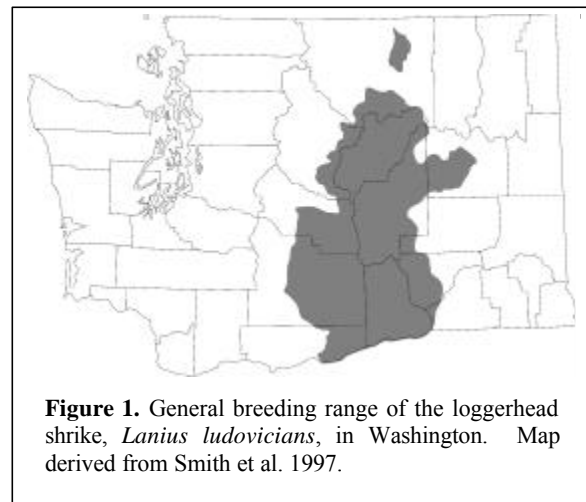 Figure 1. General breeding range of the loggerhead
shrike, Lanius ludovicians, in Washington. Map
derived from Smith et al. 1997.